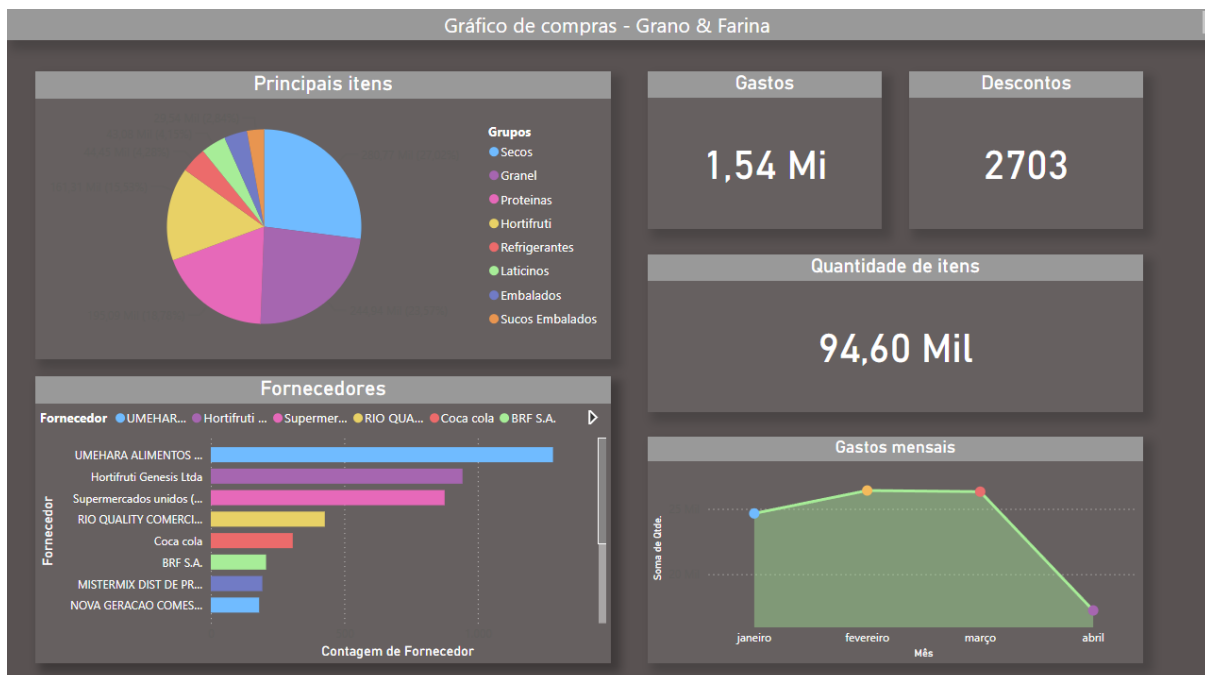 Gráfico de compras - Grano & Farina
Principais itens
Grupos
Secos
Granel
Proteinas
Hortifruti
Refrigerantes
Laticinos
Embalados
Sucos Embalados
Gastos
1,54 Mi
Descontos
2703
Quantidade de itens
94,60 Mil
Fornecedores
Fornecedor UMEHAR... Hortifruti ... Supermer... RIO QUA... Coca cola BRF S.A.
Fornecedor
UMEHARA ALIMENTOS ...
Hortifruti Genesis Ltda
Supermercados unidos (...
RIO QUALITY COMERCI...
Coca cola
BRF S.A.
MISTERMIX DIST DE PR...
NOVA GERACAO COMES...
Contagem de Fornecedor
Gastos mensais
Soma de Qtde.
janeiro fevereiro março abril
Mês